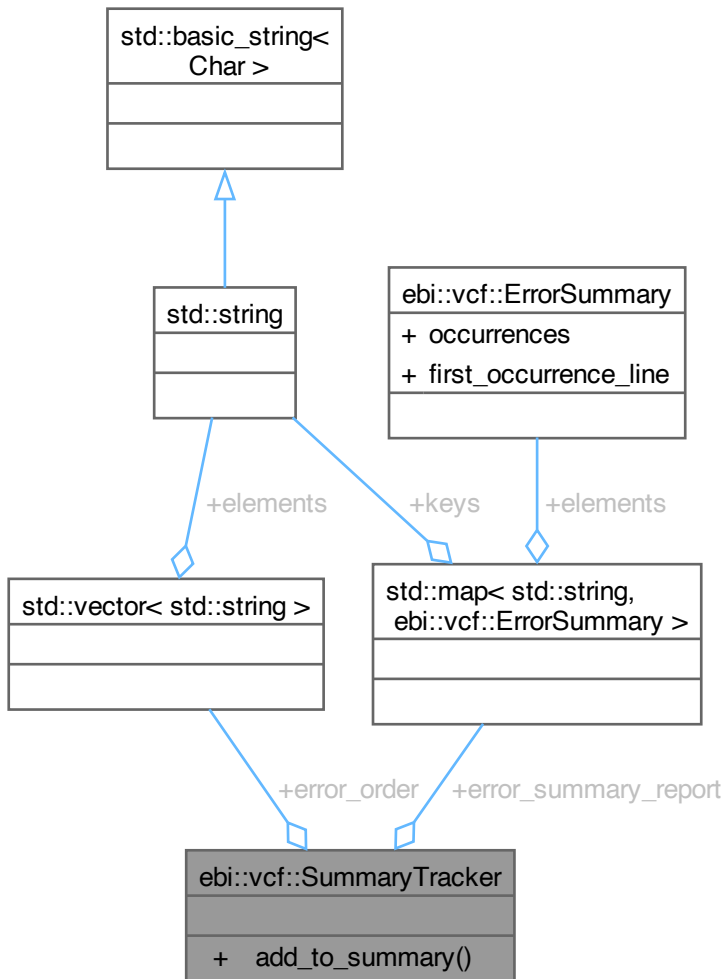 std::basic_string<
Char >
std::string
ebi::vcf::ErrorSummary
+ occurrences
+ first_occurrence_line
+elements
+keys
+elements
std::vector< std::string >
std::map< std::string,
ebi::vcf::ErrorSummary >
+error_order
+error_summary_report
ebi::vcf::SummaryTracker
+ add_to_summary()